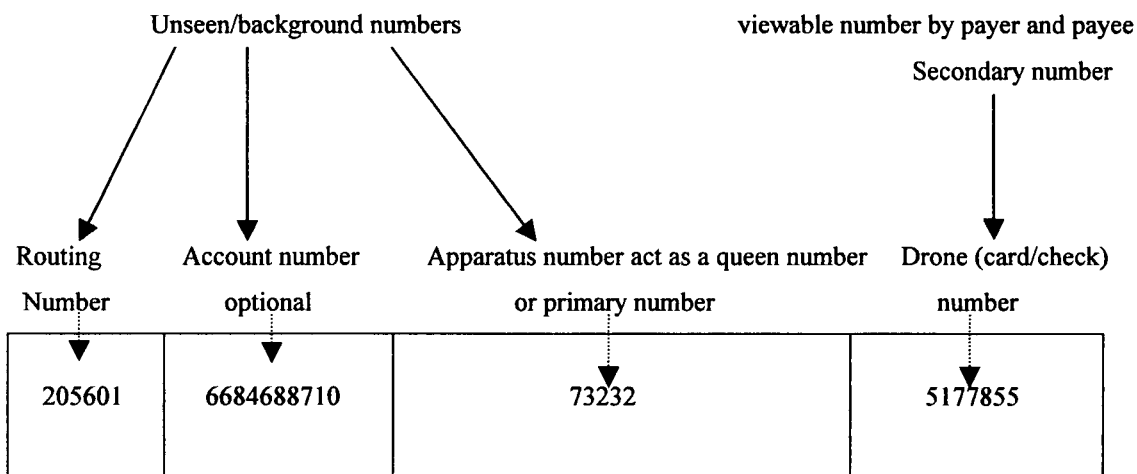 Unseen/background numbers
viewable number by payer and payee
Secondary number
Routing
Number
Account number
optional
Apparatus number act as a queen number
or primary number
Drone (card/check)
number
205601
6684688710
73232
5177855